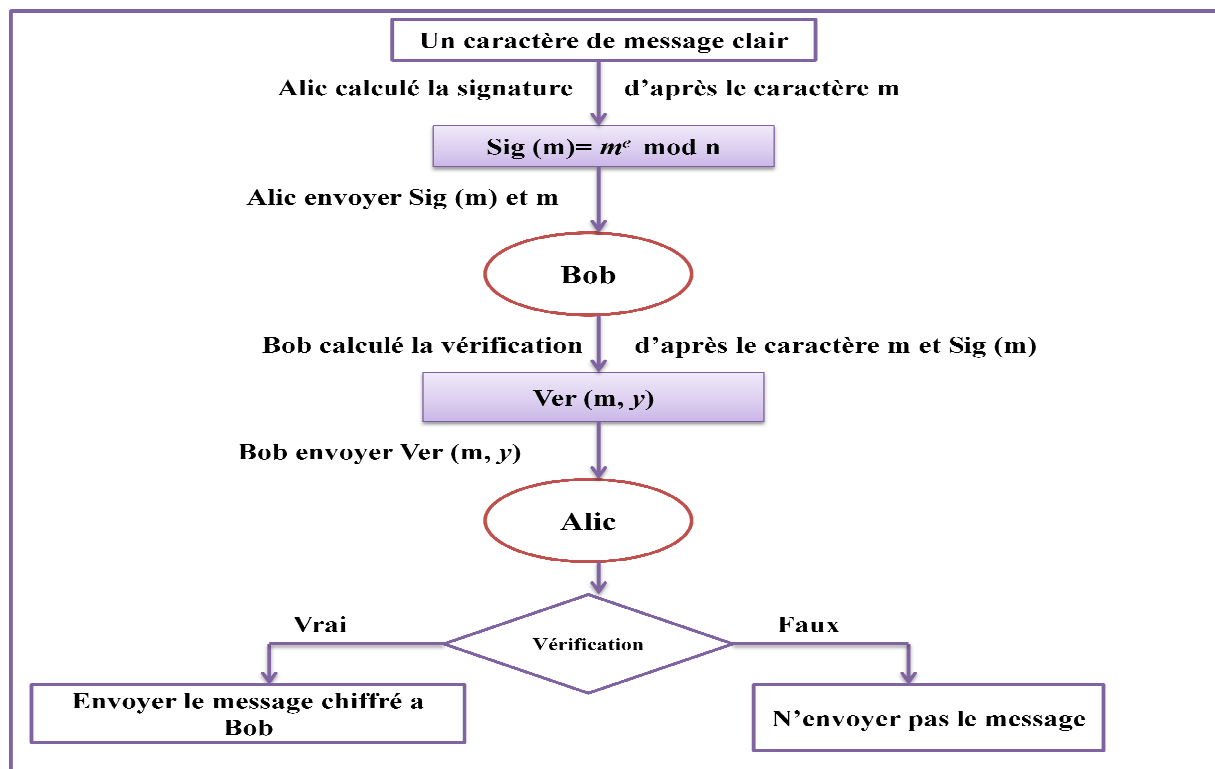 Un caractère de message clair
Alic calculé la signature d'après le caractère m
Sig (m)= mᵉ mod n
Alic envoyer Sig (m) et m
Bob
Bob calculé la vérification d'après le caractère m et Sig (m)
Ver (m, y)
Bob envoyer Ver (m, y)
Alic
Vrai
Faux
Vérification
Envoyer le message chiffré a
Bob
N'envoyer pas le message